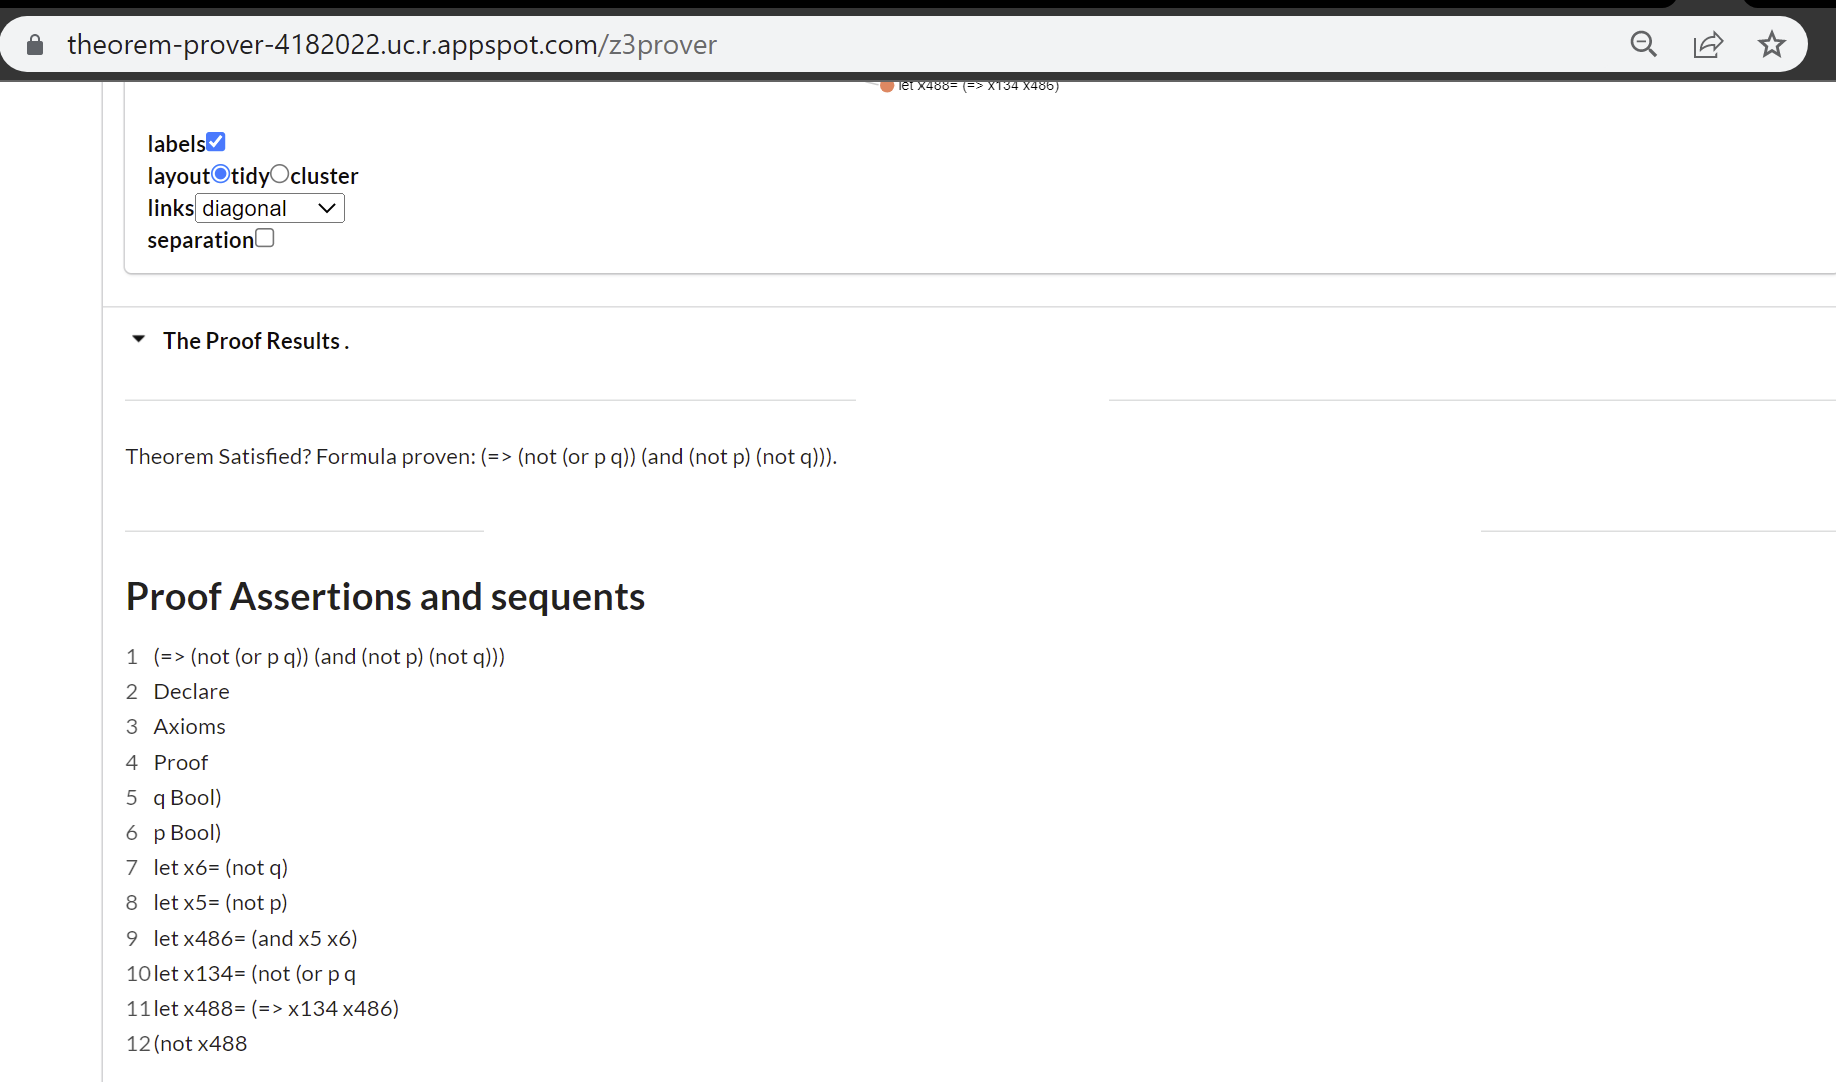 theorem-prover-4182022.uc.r.appspot.com/z3prover
let x488= (=> x134 x486)
labels
layout tidy cluster
links diagonal
separation
The Proof Results .
Theorem Satisfied? Formula proven: (=> (not (or p q)) (and (not p) (not q))).
Proof Assertions and sequents
1 (=> (not (or p q)) (and (not p) (not q)))
2 Declare
3 Axioms
4 Proof
5 q Bool)
6 p Bool)
7 let x6= (not q)
8 let x5= (not p)
9 let x486= (and x5 x6)
10 let x134= (not (or p q
11 let x488= (=> x134 x486)
12 (not x488